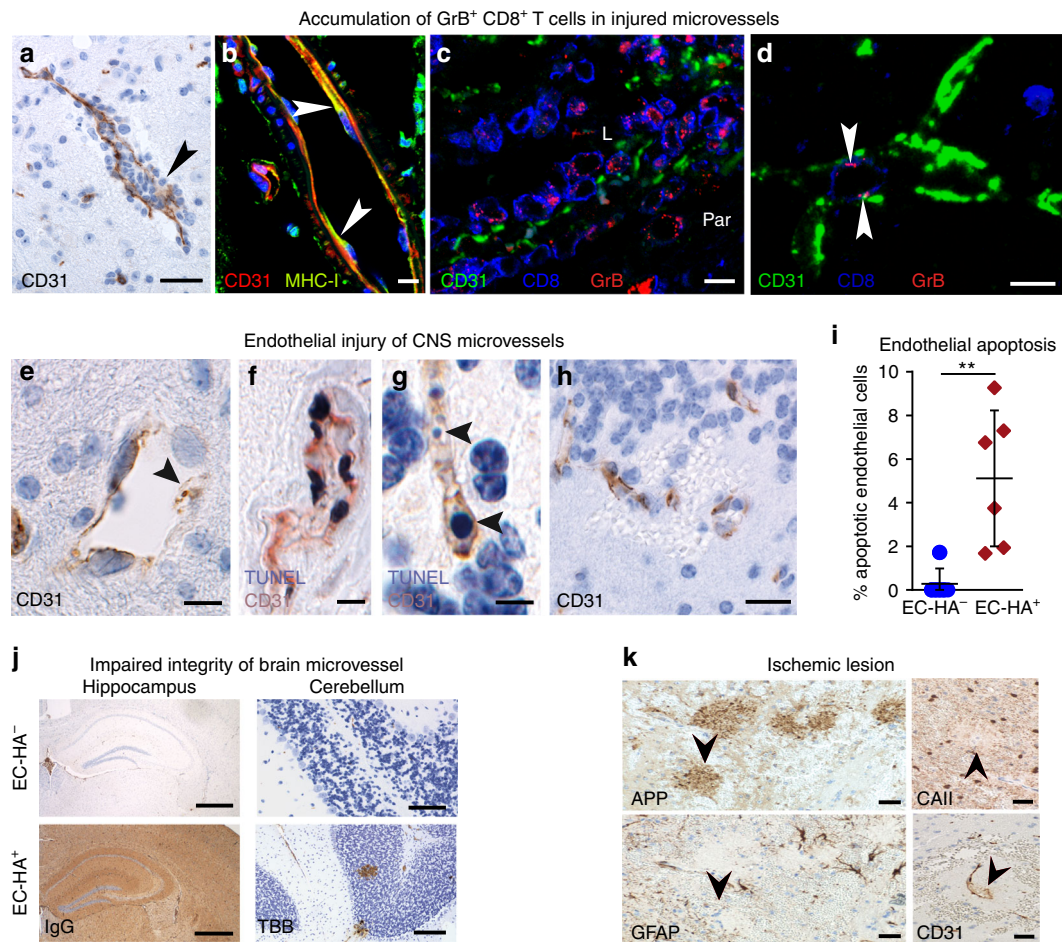 Accumulation of GrB⁺ CD8⁺ T cells in injured microvessels
a
CD31
b
CD31 MHC-I
c
L
Par
CD31 CD8 GrB
d
CD31 CD8 GrB
Endothelial injury of CNS microvessels
e
CD31
f
TUNEL
CD31
g
TUNEL
CD31
h
CD31
i
Endothelial apoptosis
% apoptotic endothelial cells
10
8
6
4
2
0
**
EC-HA⁻ EC-HA⁺
j
Impaired integrity of brain microvessel
Hippocampus Cerebellum
EC-HA⁻
EC-HA⁺
IgG
TBB
k
Ischemic lesion
APP
CAII
GFAP
CD31